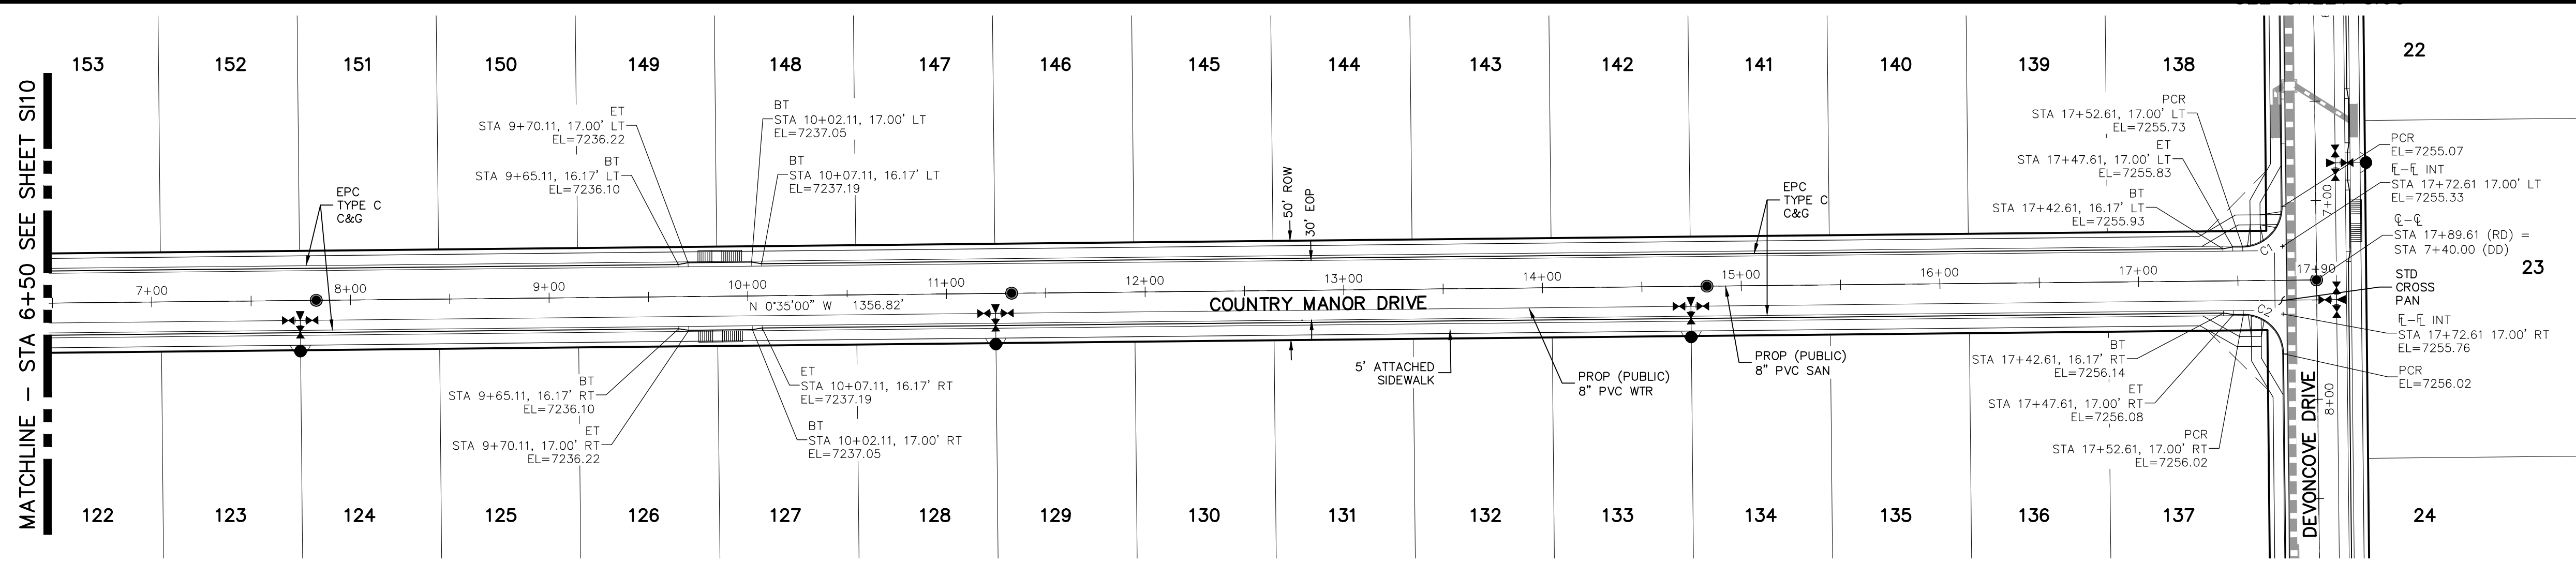 153
152
151
150
149
148
147
146
145
144
143
142
141
140
139
138
22
MATCHLINE – STA 6+50 SEE SHEET SI10
EPC
TYPE C
C&G
ET
STA 9+70.11, 17.00' LT
EL=7236.22
BT
STA 9+65.11, 16.17' LT
EL=7236.10
BT
STA 10+02.11, 17.00' LT
EL=7237.05
BT
STA 10+07.11, 16.17' LT
EL=7237.19
50' ROW
30' EOP
EPC
TYPE C
C&G
PCR
STA 17+52.61, 17.00' LT
EL=7255.73
ET
STA 17+47.61, 17.00' LT
EL=7255.83
BT
STA 17+42.61, 16.17' LT
EL=7255.93
PCR
EL=7255.07
FL-FL INT
STA 17+72.61 17.00' LT
EL=7255.33
CL-CL
STA 17+89.61 (RD) =
STA 7+40.00 (DD)
23
STD
CROSS
PAN
FL-FL INT
STA 17+72.61 17.00' RT
EL=7255.76
PCR
EL=7256.02
7+00
8+00
9+00
10+00
11+00
12+00
13+00
14+00
15+00
16+00
17+00
17+90
C1
C2
7+00
8+00
N 0°35'00" W 1356.82'
COUNTRY MANOR DRIVE
DEVONCOVE DRIVE
BT
STA 9+65.11, 16.17' RT
EL=7236.10
ET
STA 9+70.11, 17.00' RT
EL=7236.22
ET
STA 10+07.11, 16.17' RT
EL=7237.19
BT
STA 10+02.11, 17.00' RT
EL=7237.05
5' ATTACHED
SIDEWALK
PROP (PUBLIC)
8" PVC WTR
PROP (PUBLIC)
8" PVC SAN
BT
STA 17+42.61, 16.17' RT
EL=7256.14
ET
STA 17+47.61, 17.00' RT
EL=7256.08
PCR
STA 17+52.61, 17.00' RT
EL=7256.02
122
123
124
125
126
127
128
129
130
131
132
133
134
135
136
137
24